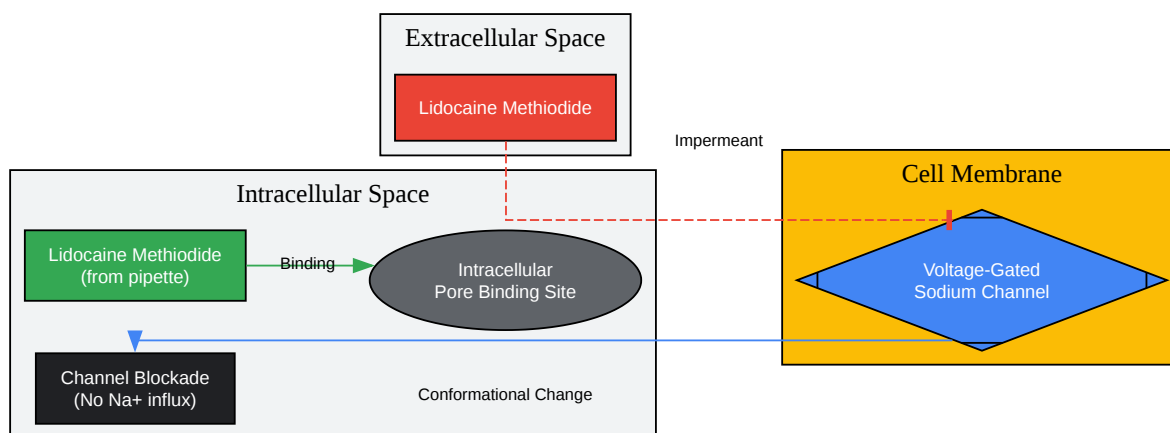 Extracellular Space
Lidocaine Methiodide
Impermeant
Cell Membrane
Voltage-Gated
Sodium Channel
Intracellular Space
Lidocaine Methiodide
(from pipette)
Binding
Intracellular
Pore Binding Site
Channel Blockade
(No Na+ influx)
Conformational Change